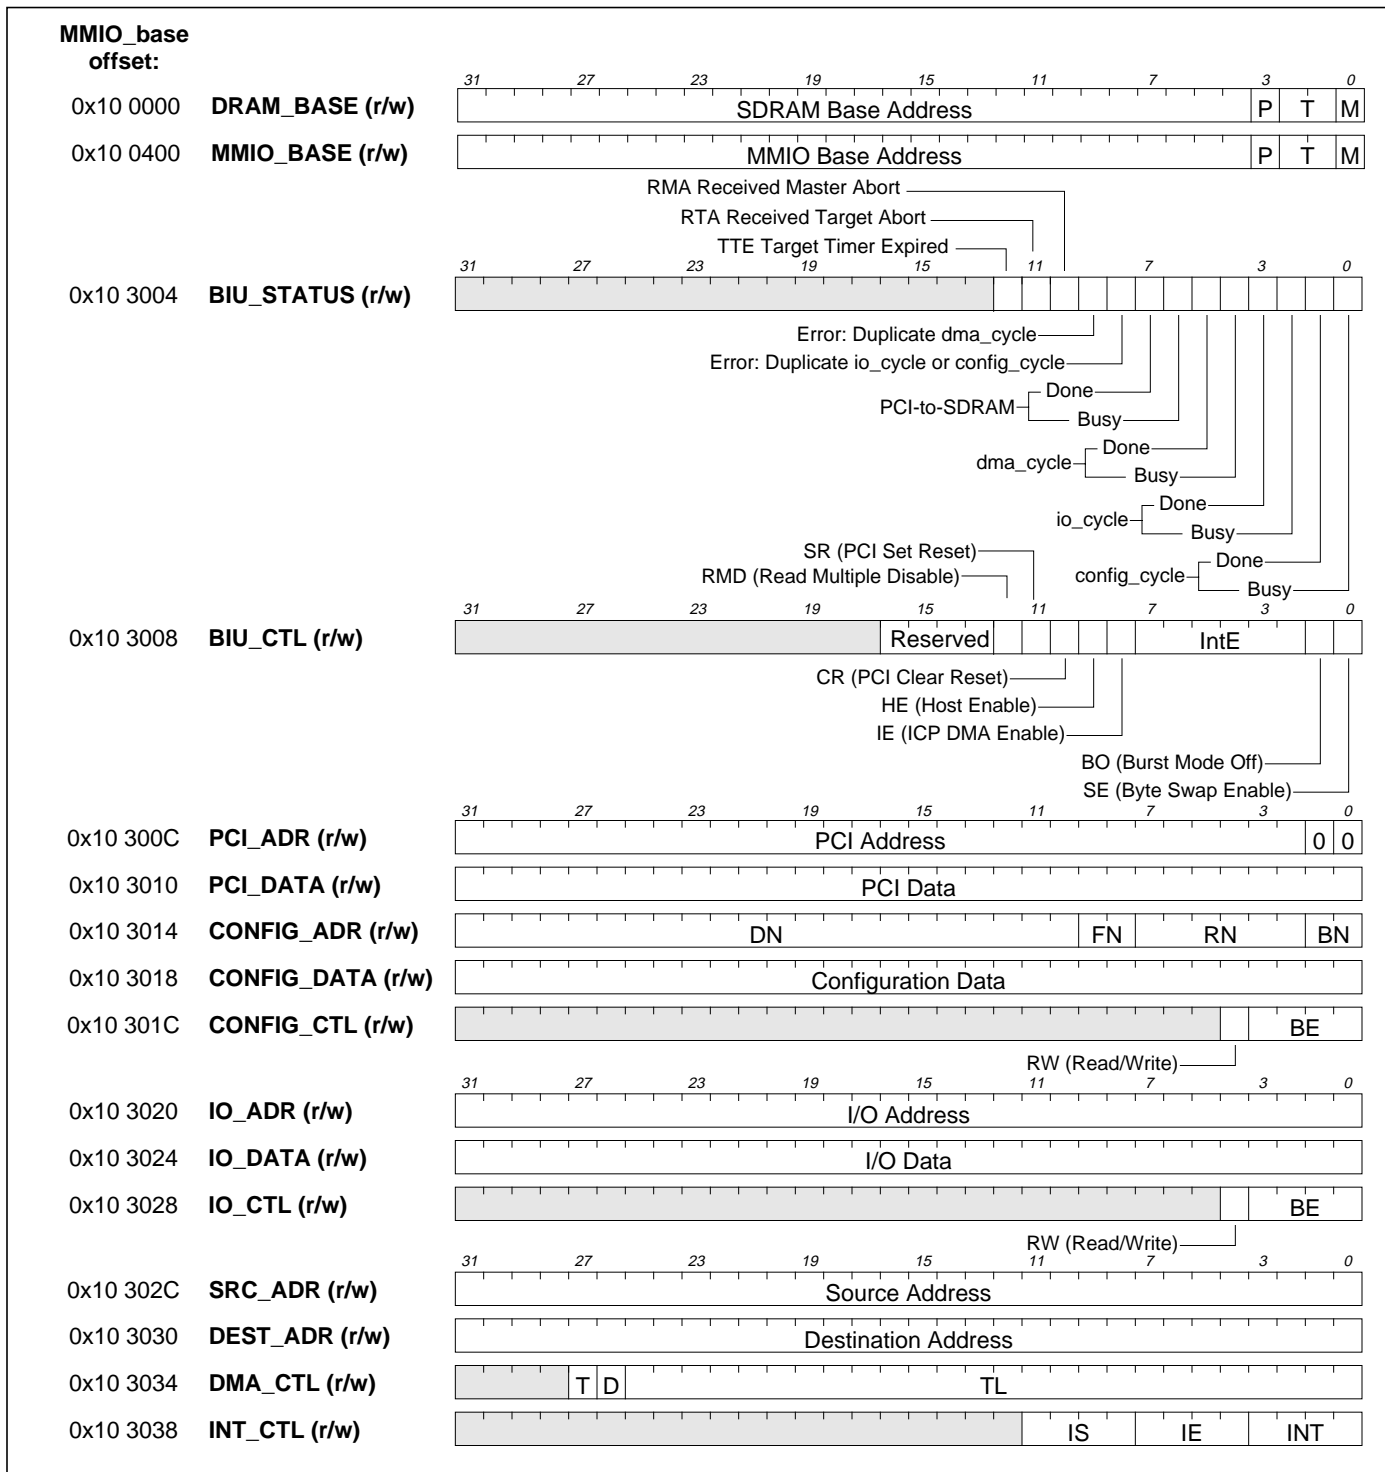 MMIO_base
offset:
31 27 23 19 15 11 7 3 0
0x10 0000 DRAM_BASE (r/w) SDRAM Base Address P T M
0x10 0400 MMIO_BASE (r/w) MMIO Base Address P T M
RMA Received Master Abort
RTA Received Target Abort
TTE Target Timer Expired
31 27 23 19 15 11 7 3 0
0x10 3004 BIU_STATUS (r/w)
Error: Duplicate dma_cycle
Error: Duplicate io_cycle or config_cycle
Done
PCI-to-SDRAM
Busy
Done
dma_cycle
Busy
Done
io_cycle
Busy
SR (PCI Set Reset)
Done
RMD (Read Multiple Disable)
config_cycle
Busy
31 27 23 19 15 11 7 3 0
0x10 3008 BIU_CTL (r/w) Reserved IntE
CR (PCI Clear Reset)
HE (Host Enable)
IE (ICP DMA Enable)
BO (Burst Mode Off)
SE (Byte Swap Enable)
31 27 23 19 15 11 7 3 0
0x10 300C PCI_ADR (r/w) PCI Address 0 0
0x10 3010 PCI_DATA (r/w) PCI Data
0x10 3014 CONFIG_ADR (r/w) DN FN RN BN
0x10 3018 CONFIG_DATA (r/w) Configuration Data
0x10 301C CONFIG_CTL (r/w) BE
RW (Read/Write)
31 27 23 19 15 11 7 3 0
0x10 3020 IO_ADR (r/w) I/O Address
0x10 3024 IO_DATA (r/w) I/O Data
0x10 3028 IO_CTL (r/w) BE
RW (Read/Write)
31 27 23 19 15 11 7 3 0
0x10 302C SRC_ADR (r/w) Source Address
0x10 3030 DEST_ADR (r/w) Destination Address
0x10 3034 DMA_CTL (r/w) T D TL
0x10 3038 INT_CTL (r/w) IS IE INT